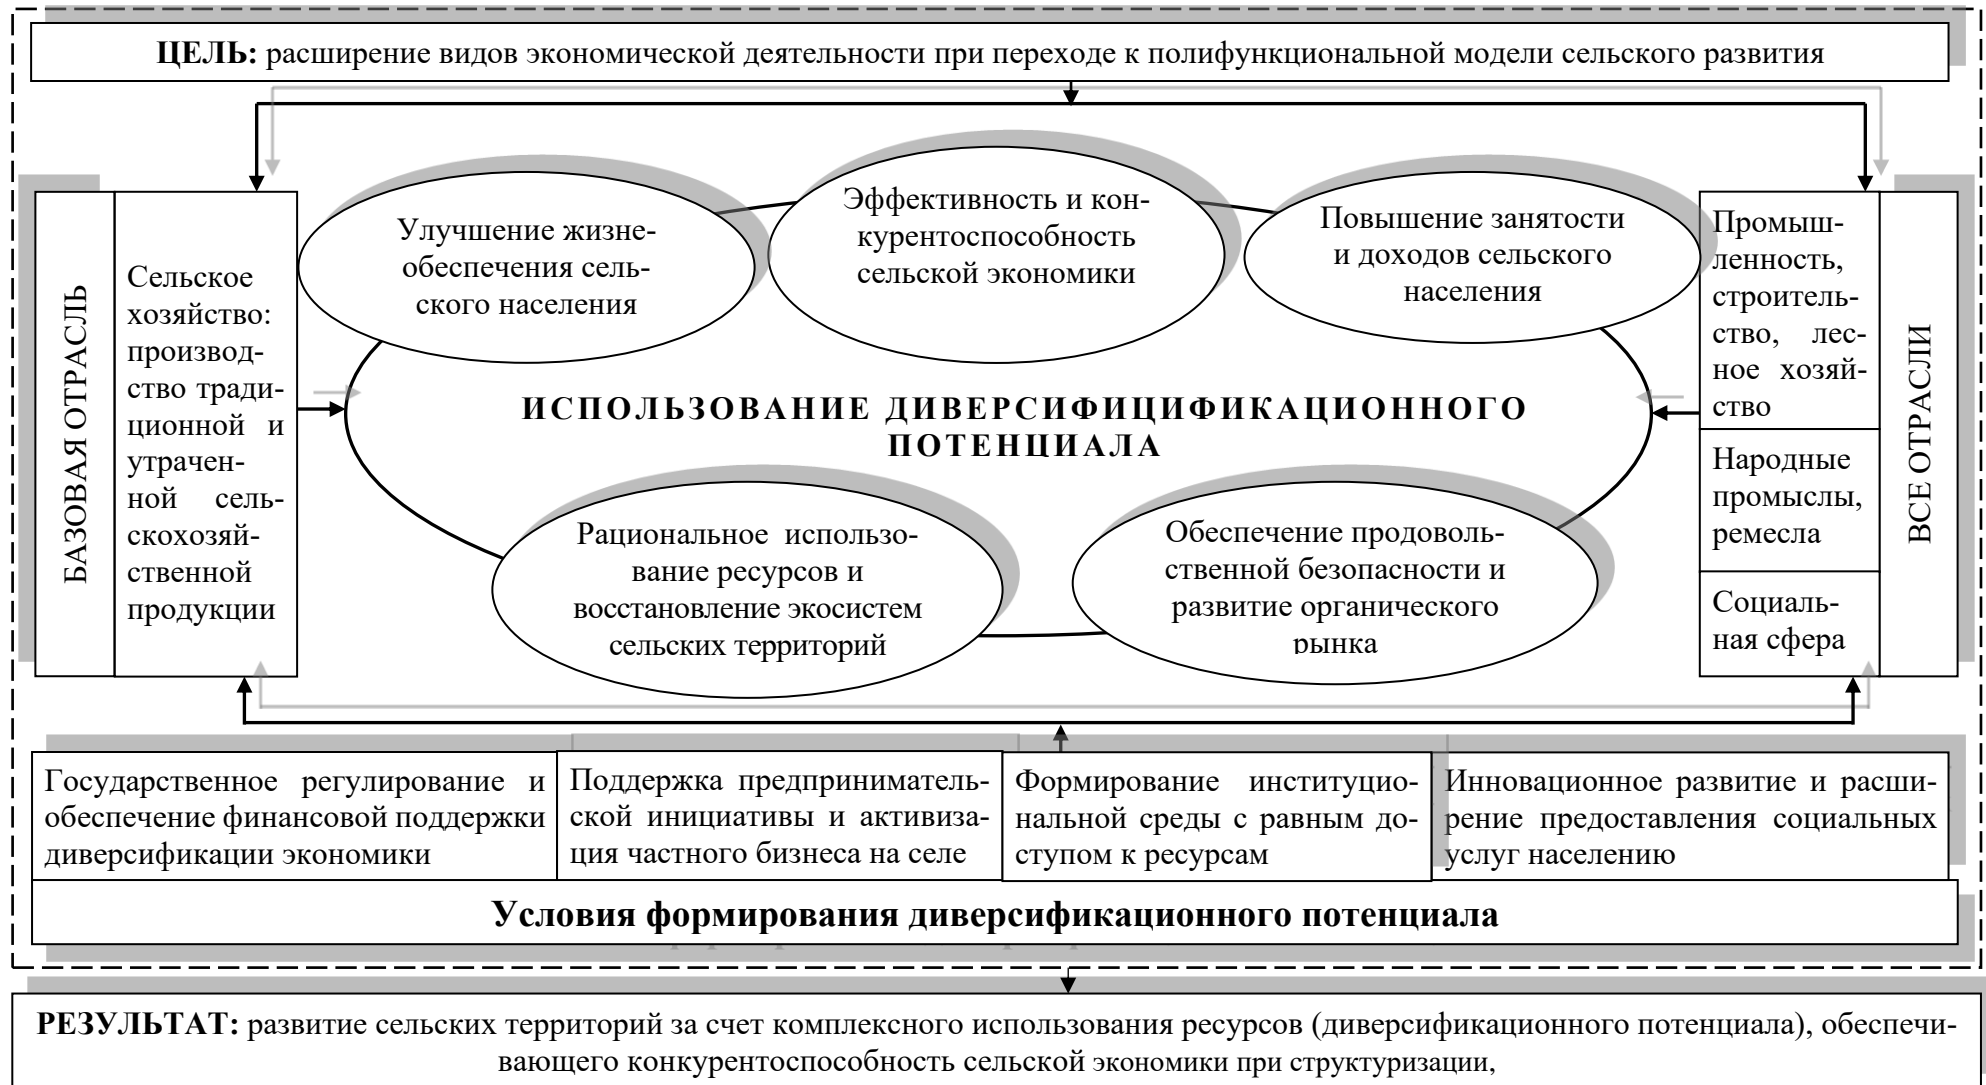 ЦЕЛЬ: расширение видов экономической деятельности при переходе к полифункциональной модели сельского развития
БАЗОВАЯ ОТРАСЛЬ
Сельское
хозяйство:
производ-
ство тради-
ционной и
утрачен-
ной сель-
скохозяй-
ственной
продукции
Улучшение жизне-
обеспечения сель-
ского населения
Эффективность и кон-
курентоспособность
сельской экономики
Повышение занятости
и доходов сельского
населения
ИСПОЛЬЗОВАНИЕ ДИВЕРСИФИЦИФИКАЦИОННОГО
ПОТЕНЦИАЛА
Рациональное использо-
вание ресурсов и
восстановление экосистем
сельских территорий
Обеспечение продоволь-
ственной безопасности и
развитие органического
рынка
Промыш-
ленность,
строитель-
ство, лес-
ное хозяй-
ство
Народные
промыслы,
ремесла
Социаль-
ная сфера
ВСЕ ОТРАСЛИ
Государственное регулирование и
обеспечение финансовой поддержки
диверсификации экономики
Поддержка предприниматель-
ской инициативы и активиза-
ция частного бизнеса на селе
Формирование институцио-
нальной среды с равным до-
ступом к ресурсам
Инновационное развитие и расши-
рение предоставления социальных
услуг населению
Условия формирования диверсификационного потенциала
РЕЗУЛЬТАТ: развитие сельских территорий за счет комплексного использования ресурсов (диверсификационного потенциала), обеспечи-
вающего конкурентоспособность сельской экономики при структуризации,